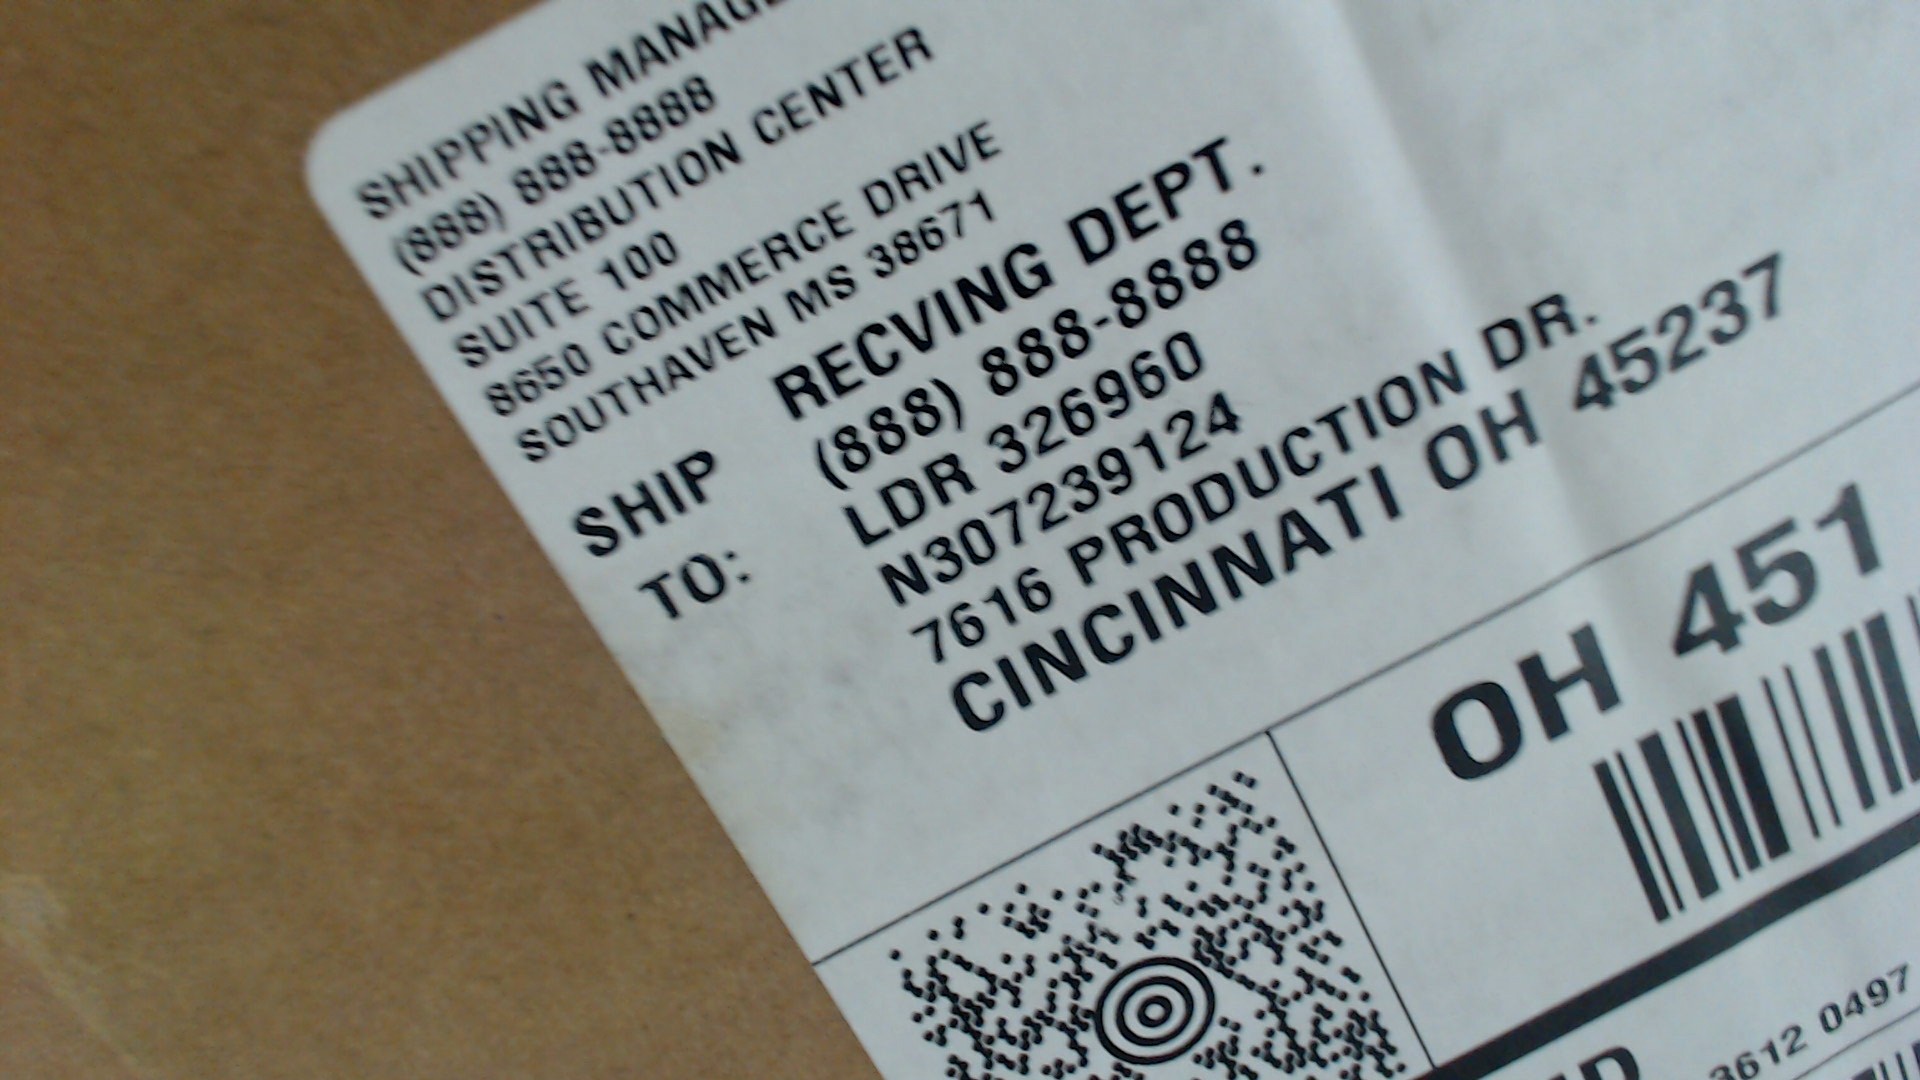 SHIPPING
(888) 888-8888
DISTRIBUTION CENTER
SUITE 100
8650 COMMERCE DRIVE
SOUTHAVEN MS 38671
SHIP TO:
RECVING DEPT.
(888) 888-8888
LDR 326960
N307239124
7616 PRODUCTION DR.
CINCINNATI OH 45237
OH 451
3612 0497